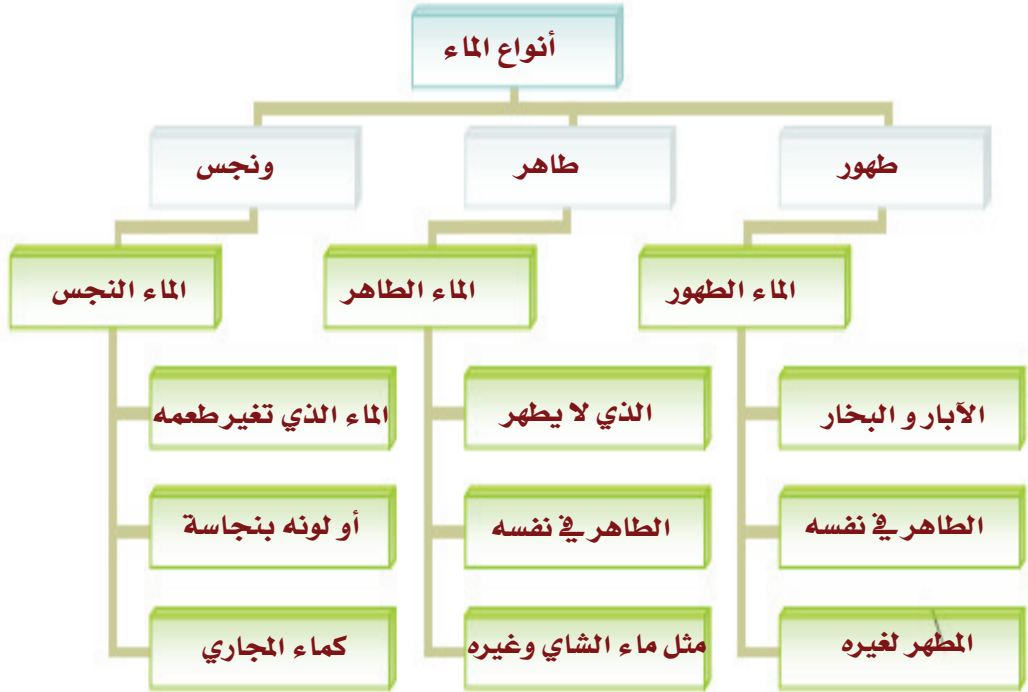 أنواع الماء
طهور
طاهر
ونجس
الماء الطهور
الماء الطاهر
الماء النجس
الآبار و البخار
الذي لا يطهر
الماء الذي تغير طعمه
الطاهر في نفسه
الطاهر في نفسه
أو لونه بنجاسة
المطهر لغيره
مثل ماء الشاي وغيره
كماء المجاري